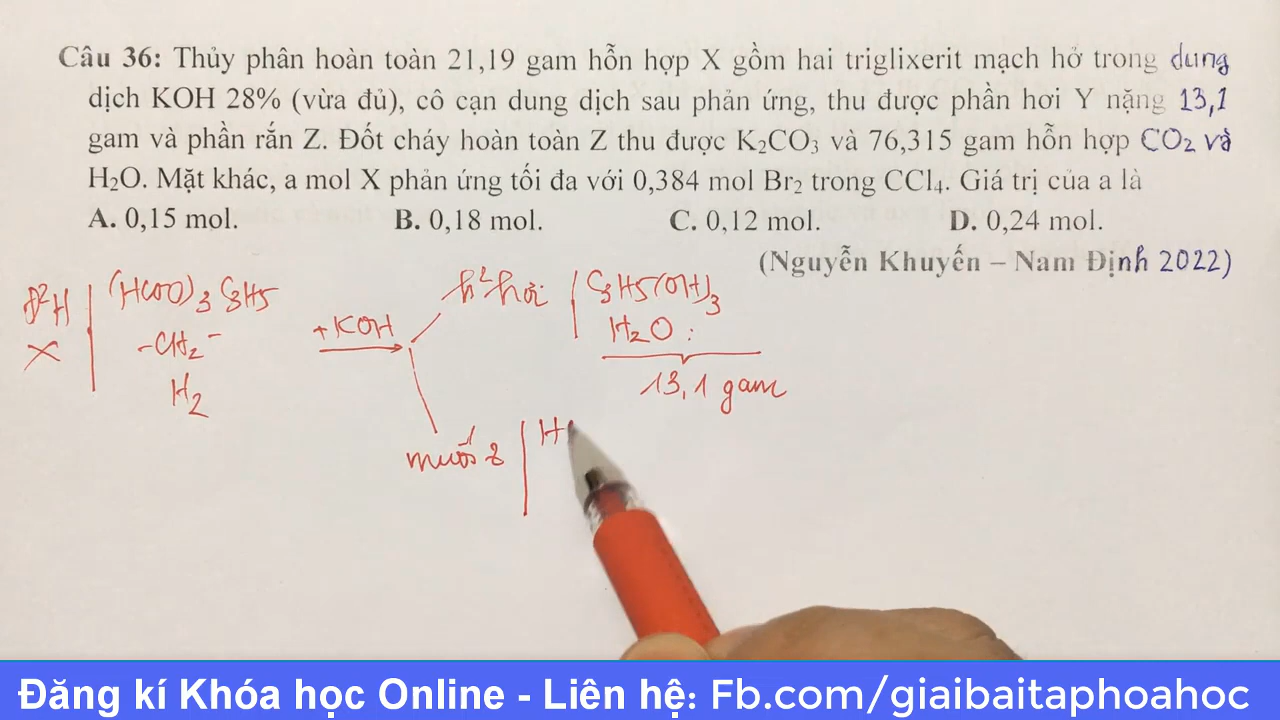 Câu 36: Thủy phân hoàn toàn 21,19 gam hỗn hợp X gồm hai triglixerit mạch hở trong dung
dịch KOH 28% (vừa đủ), cô cạn dung dịch sau phản ứng, thu được phần hơi Y nặng 13,1
gam và phần rắn Z. Đốt cháy hoàn toàn Z thu được K₂CO₃ và 76,315 gam hỗn hợp CO₂ và
H₂O. Mặt khác, a mol X phản ứng tối đa với 0,384 mol Br₂ trong CCl₄. Giá trị của a là
A. 0,15 mol. B. 0,18 mol. C. 0,12 mol. D. 0,24 mol.
(Nguyễn Khuyến – Nam Định 2022)
h²hơi C3H5(OH)3
(HCOO)3 C3H5
H +KOH H2O :
X -CH2-
H2 13,1 gam
muối Z H
Đăng kí Khóa học Online - Liên hệ: Fb.com/giaibaitaphoahoc